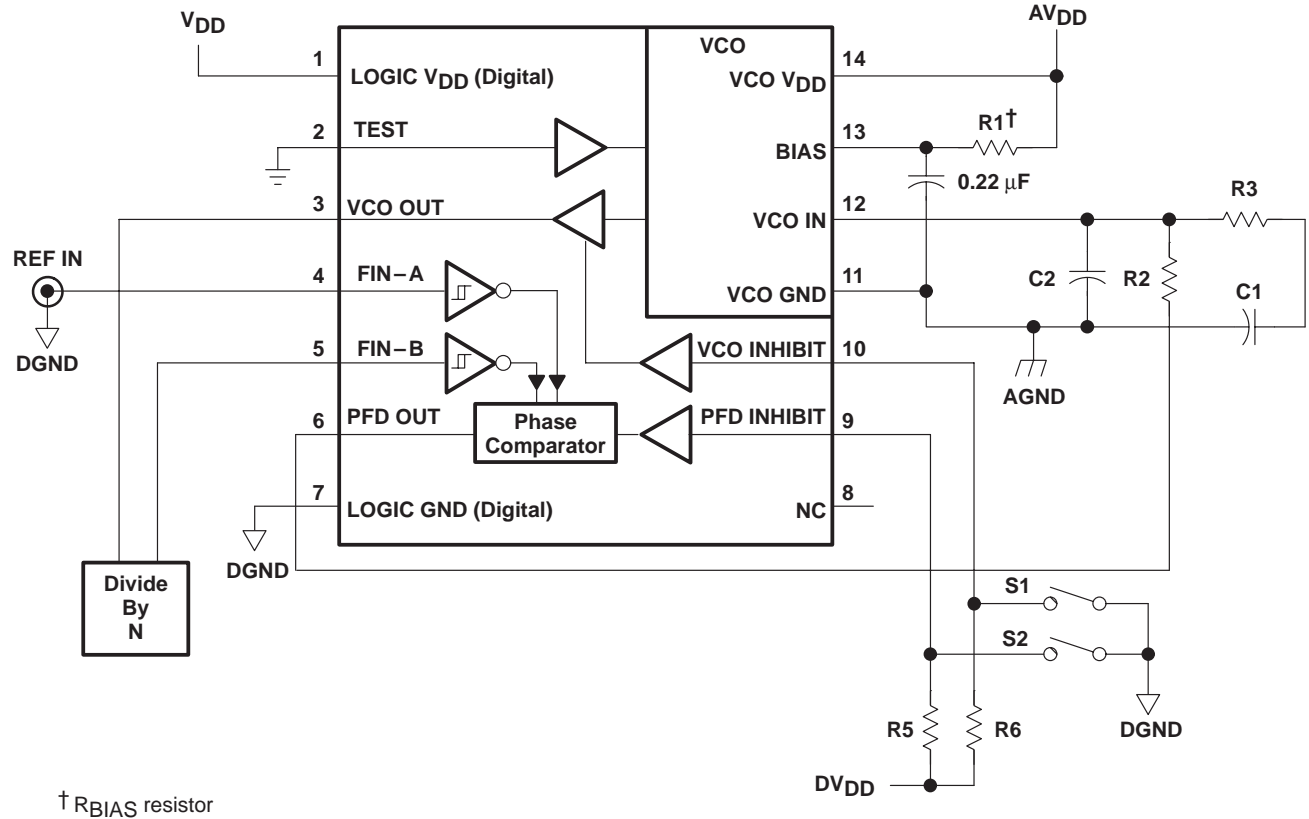 VDD
AVDD
VCO
1
LOGIC VDD (Digital)
VCO VDD
14
2
TEST
BIAS
13
R1†
0.22 μF
3
VCO OUT
VCO IN
12
R3
REF IN
4
FIN–A
VCO GND
11
C2
R2
C1
DGND
5
FIN–B
VCO INHIBIT
10
AGND
6
PFD OUT
Phase
Comparator
PFD INHIBIT
9
7
LOGIC GND (Digital)
NC
8
DGND
Divide
By
N
S1
S2
R5
R6
DGND
DVDD
† RBIAS resistor